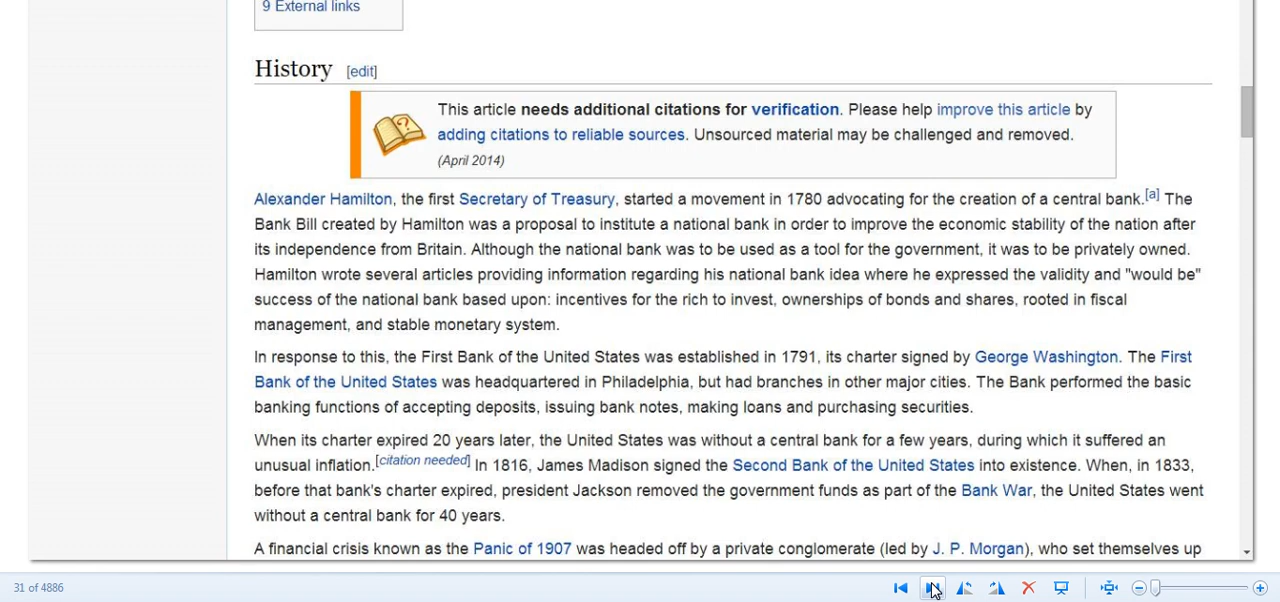 9 External links
History [edit]
This article needs additional citations for verification. Please help improve this article by
adding citations to reliable sources. Unsourced material may be challenged and removed.
(April 2014)
Alexander Hamilton, the first Secretary of Treasury, started a movement in 1780 advocating for the creation of a central bank.[a] The
Bank Bill created by Hamilton was a proposal to institute a national bank in order to improve the economic stability of the nation after
its independence from Britain. Although the national bank was to be used as a tool for the government, it was to be privately owned.
Hamilton wrote several articles providing information regarding his national bank idea where he expressed the validity and "would be"
success of the national bank based upon: incentives for the rich to invest, ownerships of bonds and shares, rooted in fiscal
management, and stable monetary system.
In response to this, the First Bank of the United States was established in 1791, its charter signed by George Washington. The First
Bank of the United States was headquartered in Philadelphia, but had branches in other major cities. The Bank performed the basic
banking functions of accepting deposits, issuing bank notes, making loans and purchasing securities.
When its charter expired 20 years later, the United States was without a central bank for a few years, during which it suffered an
unusual inflation.[citation needed] In 1816, James Madison signed the Second Bank of the United States into existence. When, in 1833,
before that bank's charter expired, president Jackson removed the government funds as part of the Bank War, the United States went
without a central bank for 40 years.
A financial crisis known as the Panic of 1907 was headed off by a private conglomerate (led by J. P. Morgan), who set themselves up
31 of 4886